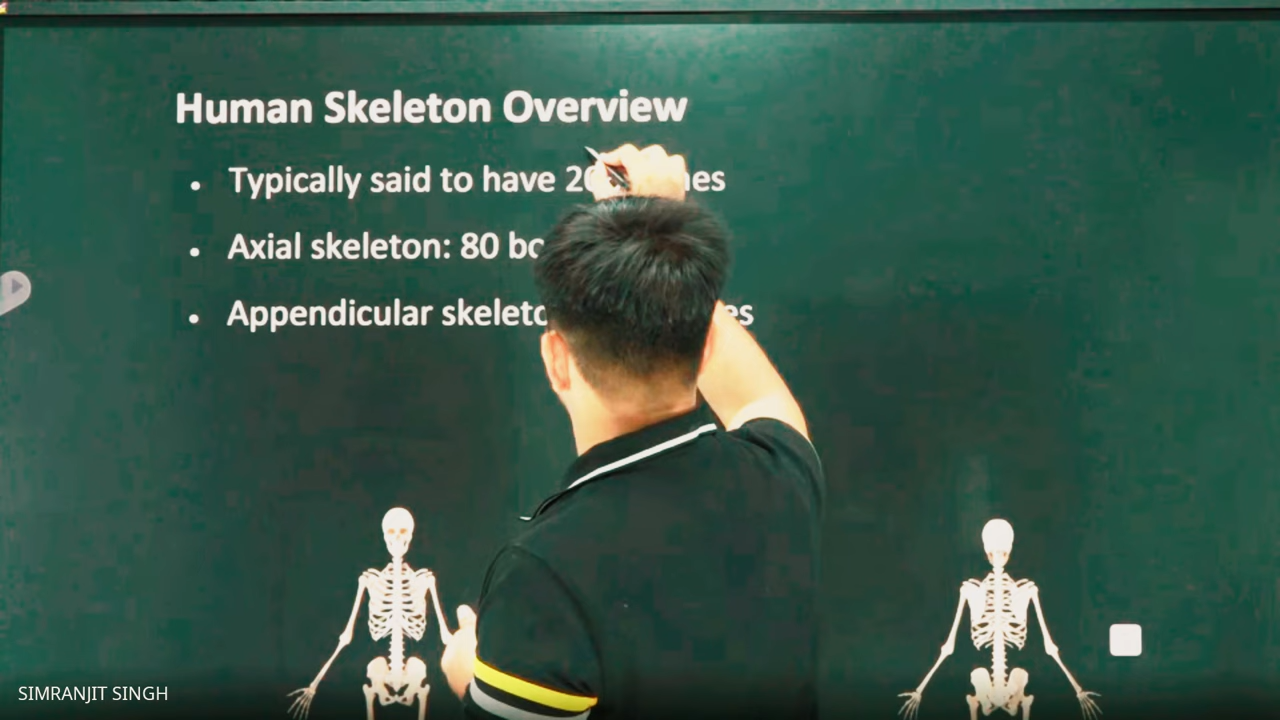 Human Skeleton Overview
• Typically said to have
• Axial skeleton: 80
• Appendicular
SIMRANJIT SINGH